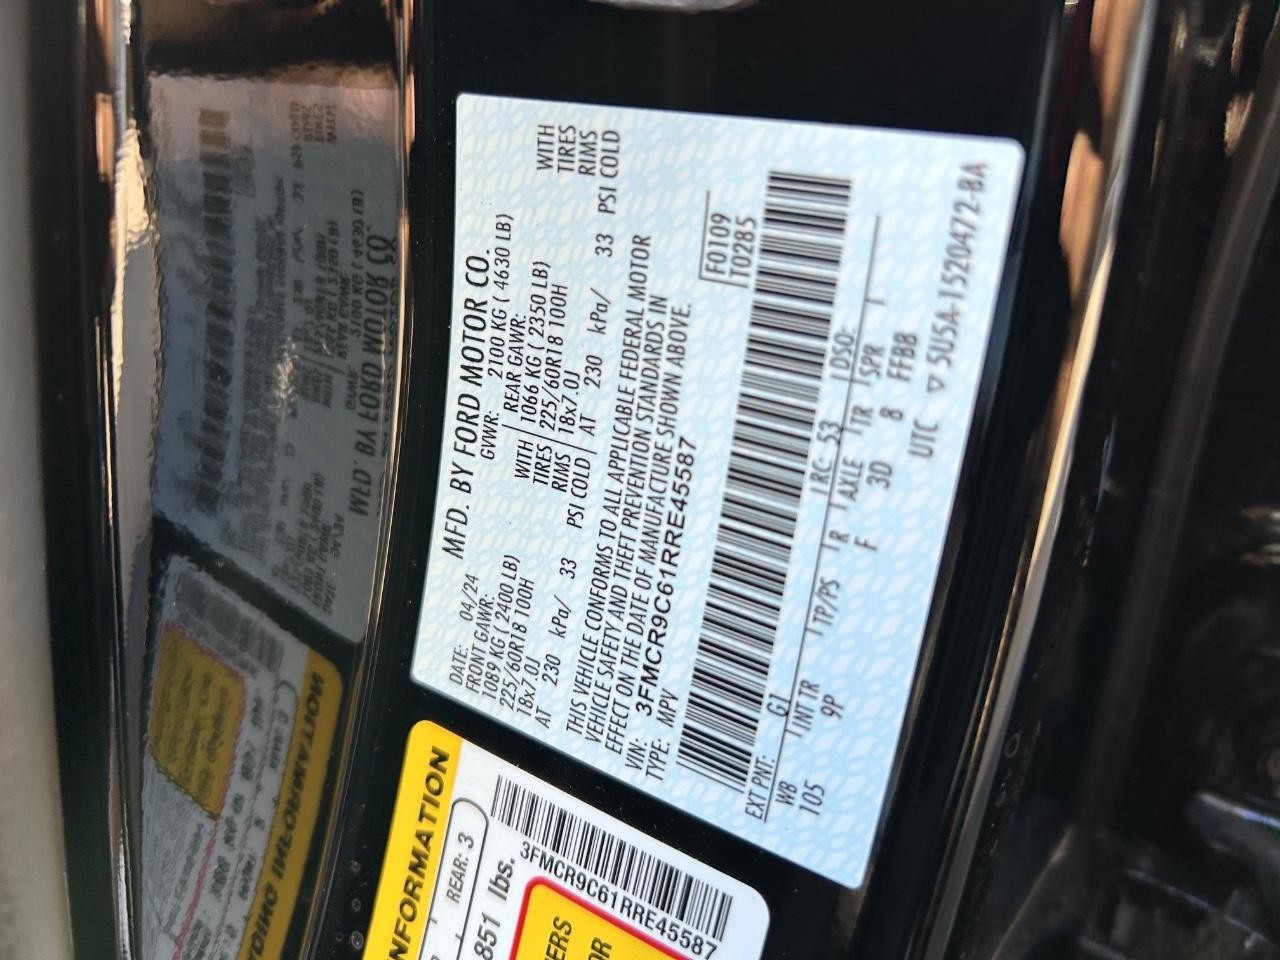 MFD. BY FORD MOTOR CO.
DATE: 04/24 GVWR: 2100 KG ( 4630 LB)
FRONT GAWR: REAR GAWR:
1089 KG ( 2400 LB) WITH 1066 KG ( 2350 LB) WITH
225/60R18 100H TIRES 225/60R18 100H TIRES
18x7.0J RIMS 18x7.0J RIMS
AT 230 kPa/ 33 PSI COLD AT 230 kPa/ 33 PSI COLD
THIS VEHICLE CONFORMS TO ALL APPLICABLE FEDERAL MOTOR
VEHICLE SAFETY AND THEFT PREVENTION STANDARDS IN
EFFECT ON THE DATE OF MANUFACTURE SHOWN ABOVE.
VIN: 3FMCR9C61RRE45587
TYPE: MPV
F0109
T0285
EXT PNT: G1 RC: 53 DSO:
WB INT TR TP/PS R AXLE TR SPR
105 9P F 3D 8 FFBB
UTC ▽ 5U5A-1520472-BA
INFORMATION
REAR: 3
851 lbs.
3FMCR9C61RRE45587